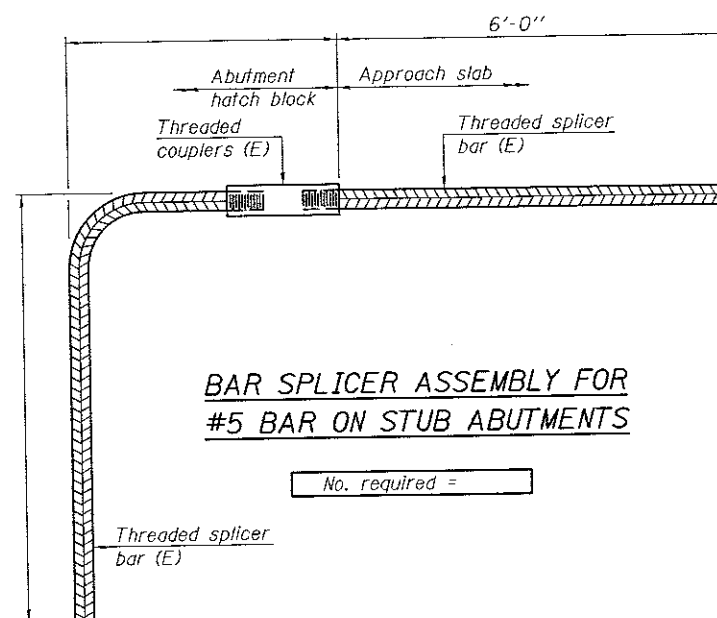 6'-0"
Abutment
hatch block
Approach slab
Threaded
couplers (E)
Threaded splicer
bar (E)
BAR SPLICER ASSEMBLY FOR
#5 BAR ON STUB ABUTMENTS
No. required =
Threaded splicer
bar (E)